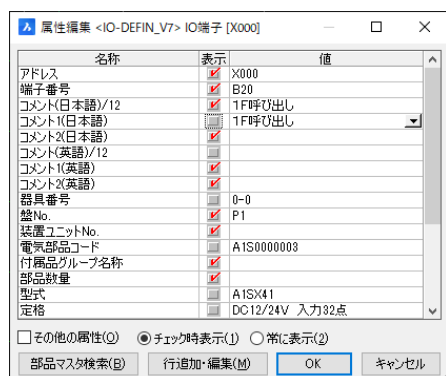 属性編集 <IO-DEFIN_V7> IO端子 [X000]
名称 表示 値
アドレス X000
端子番号 B20
コメント(日本語)/12 1F呼び出し
コメント1(日本語) 1F呼び出し
コメント2(日本語)
コメント(英語)/12
コメント1(英語)
コメント2(英語)
器具番号 0-0
盤No. P1
装置ユニットNo.
電気部品コード A1S0000003
付属品グループ名称
部品数量
型式 A1SX41
定格 DC12/24V 入力32点
その他の属性(O) チェック時表示(1) 常に表示(2)
部品マスタ検索(B) 行追加・編集(M) OK キャンセル